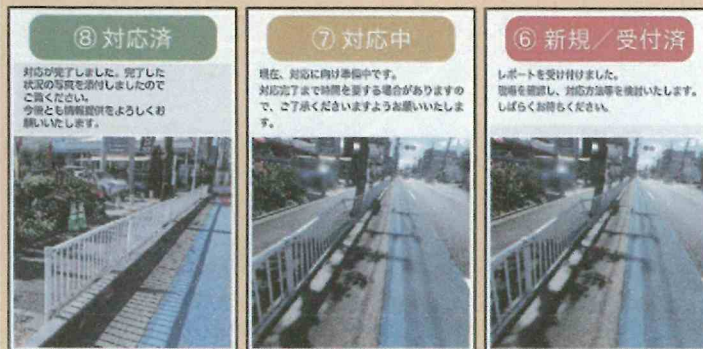 ⑧ 対応済
対応が完了しました。完了した
状況の写真を添付しましたので
ご覧ください。
今後とも情報提供をよろしくお
願いいたします。
⑦ 対応中
現在、対応に向け準備中です。
対応完了まで時間を要する場合がありますの
で、ご了承くださいますようお願いいたしま
す。
⑥ 新規／受付済
レポートを受け付けました。
現場を確認し、対応方法等を検討いたします。
しばらくお待ちください。